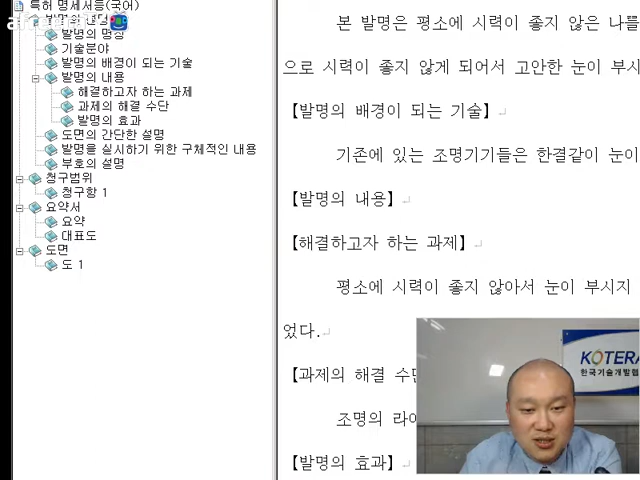 특허 명세서등(국어)
발명의 명칭
기술분야
발명의 배경이 되는 기술
발명의 내용
해결하고자 하는 과제
과제의 해결 수단
발명의 효과
도면의 간단한 설명
발명을 실시하기 위한 구체적인 내용
부호의 설명
청구범위
청구항 1
요약서
요약
대표도
도면
도 1
본 발명은 평소에 시력이 좋지 않은 나를
으로 시력이 좋지 않게 되어서 고안한 눈이 부시
【발명의 배경이 되는 기술】
기존에 있는 조명기기들은 한결같이 눈이
【발명의 내용】
【해결하고자 하는 과제】
평소에 시력이 좋지 않아서 눈이 부시지
었다.
【과제의 해결 수단
조명의 라이
【발명의 효과】
KOTERA
한국기술개발협